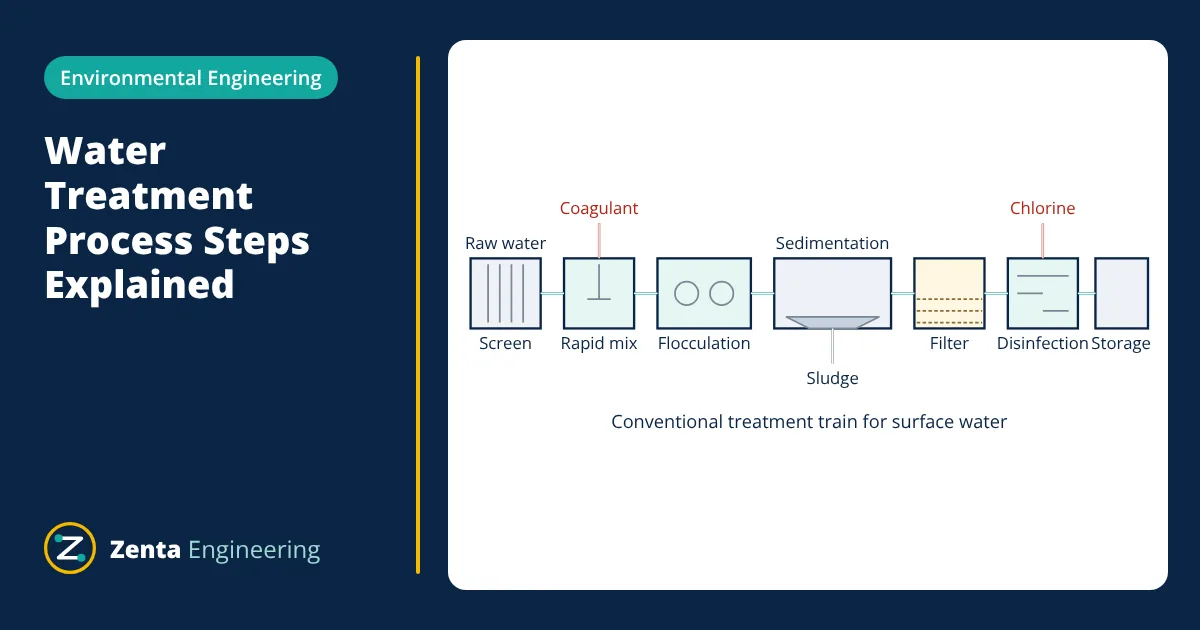 Environmental Engineering
Water
Treatment
Process Steps
Explained
Zenta Engineering
Coagulant
Chlorine
Raw water
Sedimentation
Screen
Rapid mix
Flocculation
Filter
Disinfection
Storage
Sludge
Conventional treatment train for surface water